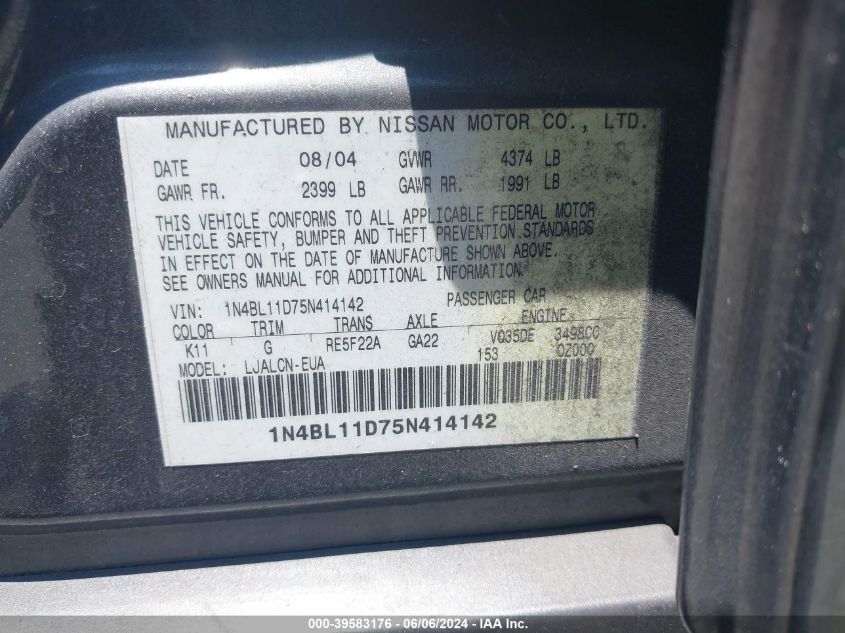 MANUFACTURED BY NISSAN MOTOR CO., LTD.
DATE 08/04 GVWR 4374 LB
GAWR FR. 2399 LB GAWR RR. 1991 LB
THIS VEHICLE CONFORMS TO ALL APPLICABLE FEDERAL MOTOR
VEHICLE SAFETY, BUMPER AND THEFT PREVENTION STANDARDS
IN EFFECT ON THE DATE OF MANUFACTURE SHOWN ABOVE.
SEE OWNERS MANUAL FOR ADDITIONAL INFORMATION
VIN: 1N4BL11D75N414142 PASSENGER CAR
COLOR TRIM TRANS AXLE ENGINE
K11 G RE5F22A GA22 VQ35DE 3498CC
MODEL: LJALCN-EUA 153 0Z000
1N4BL11D75N414142
000-39583176 - 06/06/2024 - © COPYRIGHT IAA, Inc.